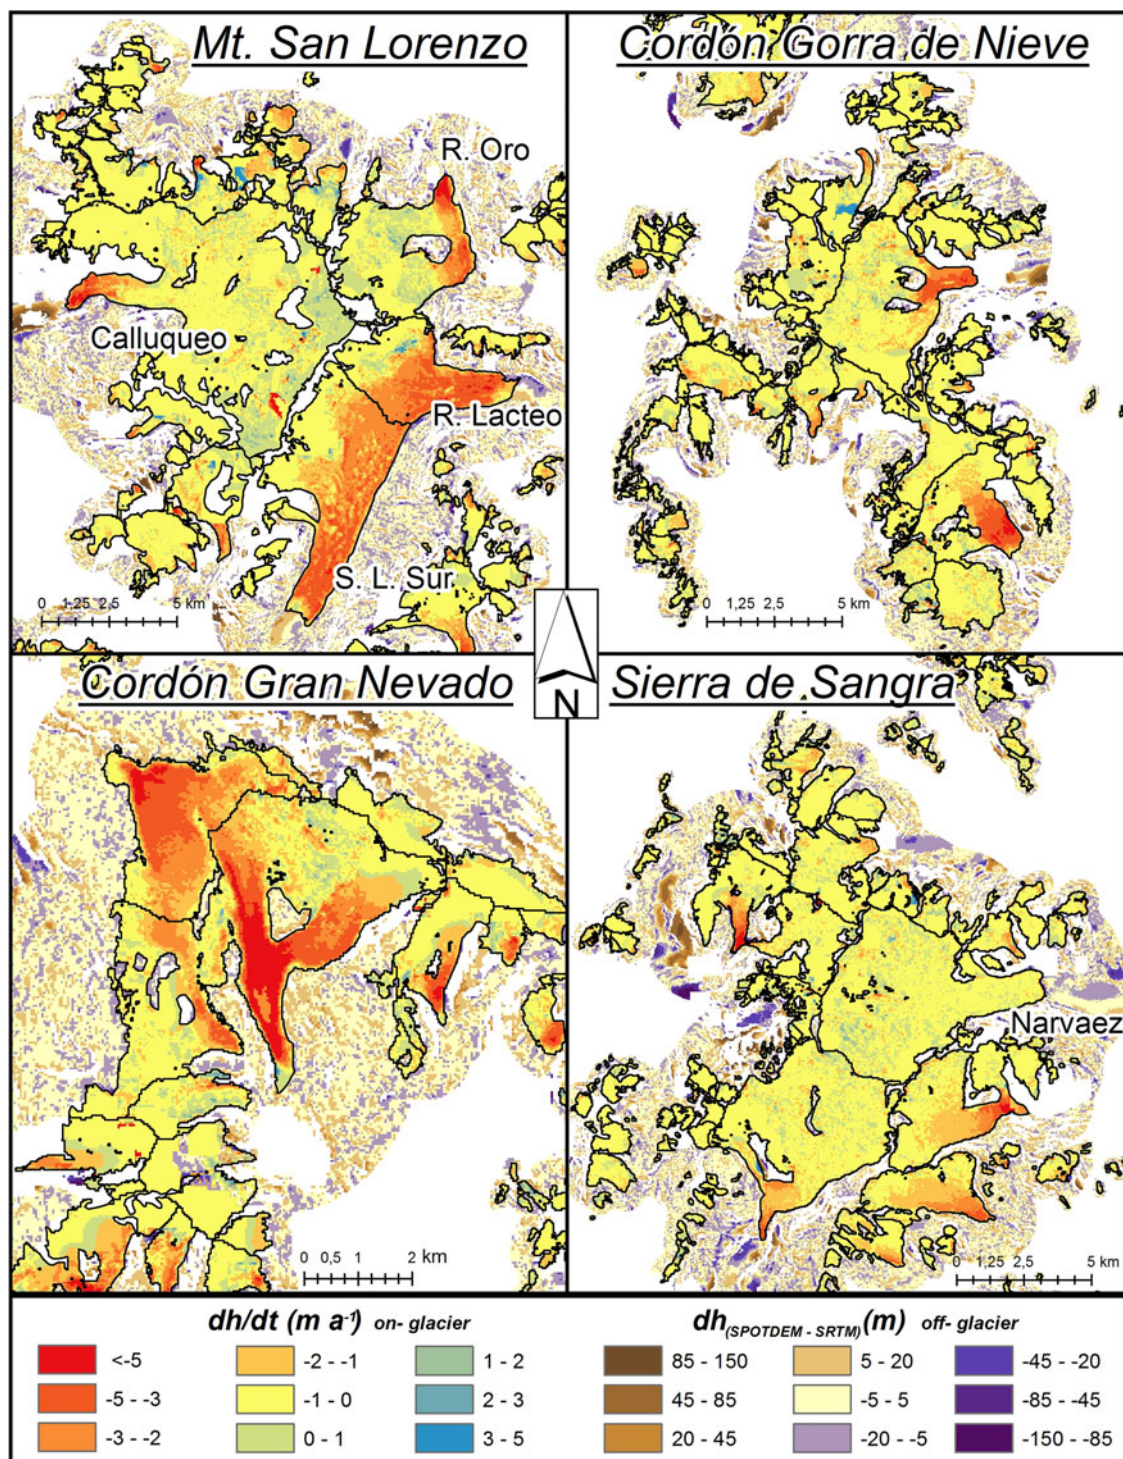 Mt. San Lorenzo
Cordón Gorra de Nieve
R. Oro
Calluqueo
R. Lacteo
S. L. Sur
0 1,25 2,5 5 km
0 1,25 2,5 5 km
N
Cordón Gran Nevado
Sierra de Sangra
Narvaez
0 0,5 1 2 km
0 1,25 2,5 5 km
dh/dt (m a⁻¹) on- glacier
dh(SPOTDEM - SRTM) (m) off- glacier
<-5 -2 - -1 1 - 2 85 - 150 5 - 20 -45 - -20
-5 - -3 -1 - 0 2 - 3 45 - 85 -5 - 5 -85 - -45
-3 - -2 0 - 1 3 - 5 20 - 45 -20 - -5 -150 - -85